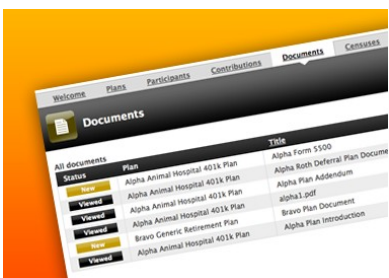 Welcome Plans Participants Contributions Documents Censuses
Documents
All documents
Status Plan Title
New Alpha Animal Hospital 401k Plan Alpha Form 5500
Viewed Alpha Animal Hospital 401k Plan Alpha Roth Deferral Plan Docume
Viewed Alpha Animal Hospital 401k Plan Alpha Plan Addendum
Viewed Alpha Animal Hospital 401k Plan alpha1.pdf
New Bravo Generic Retirement Plan Bravo Plan Document
Viewed Alpha Animal Hospital 401k Plan Alpha Plan Introduction